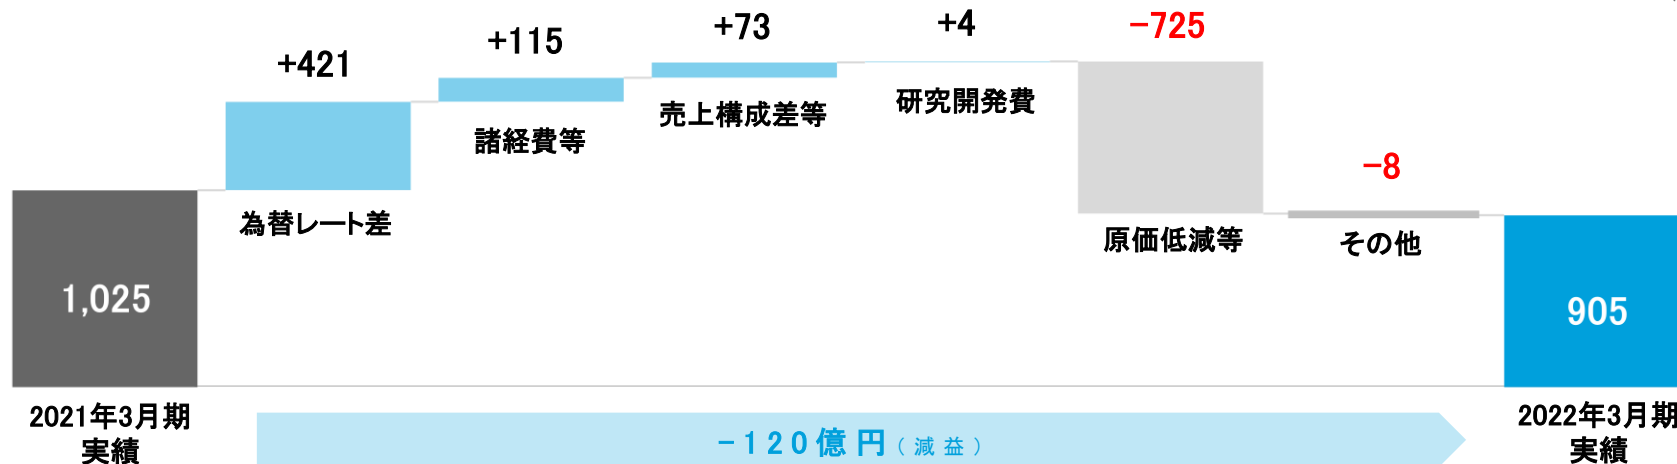 +421
+115
+73
+4
-725
-8
為替レート差
諸経費等
売上構成差等
研究開発費
原価低減等
その他
1,025
905
2021年3月期
実績
-120億円(減益)
2022年3月期
実績